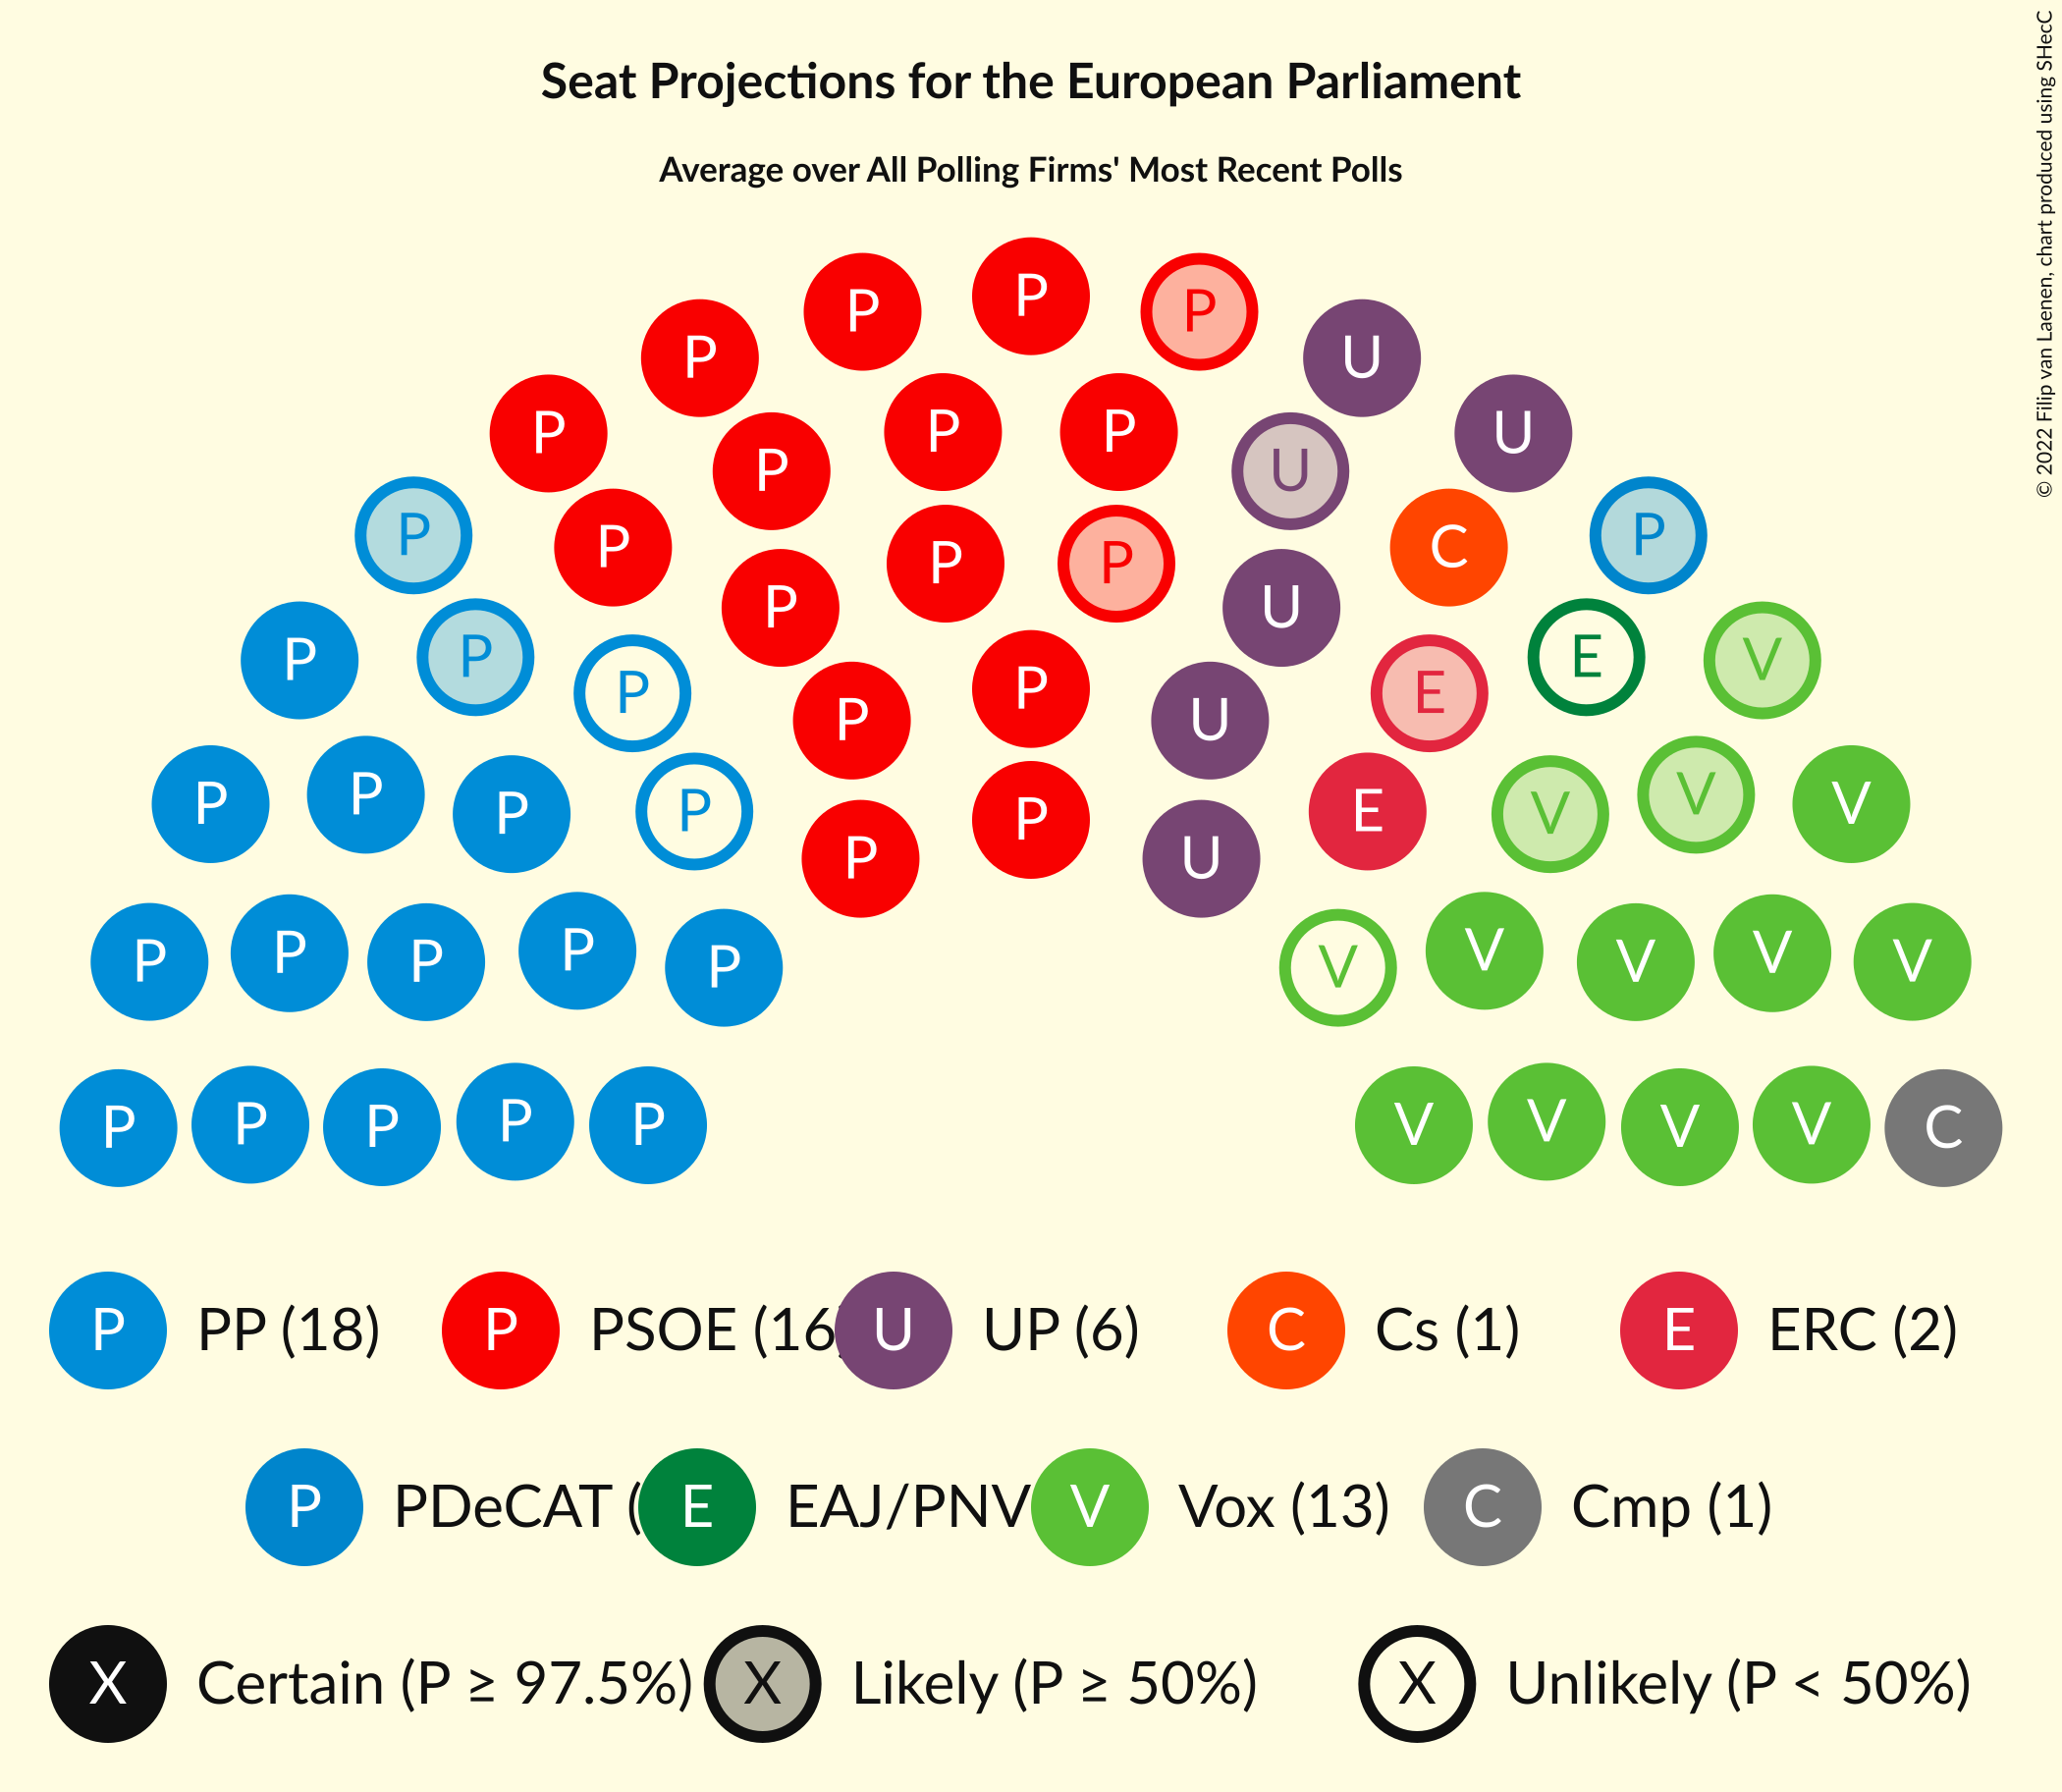 Seat Projections for the European Parliament
Average over All Polling Firms' Most Recent Polls
© 2022 Filip van Laenen, chart produced using SHecC
P P P
P P U
P P P U
P P U C P P
P P P U
P P E E V
P P U
P P P P E V V V
P P U
P P P P P V V V V V
P P P P P V V V V C
P PP (18) P PSOE (16 U UP (6) C Cs (1) E ERC (2)
P PDeCAT ( E EAJ/PNV V Vox (13) C Cmp (1)
X Certain (P ≥ 97.5%) X Likely (P ≥ 50%) X Unlikely (P < 50%)